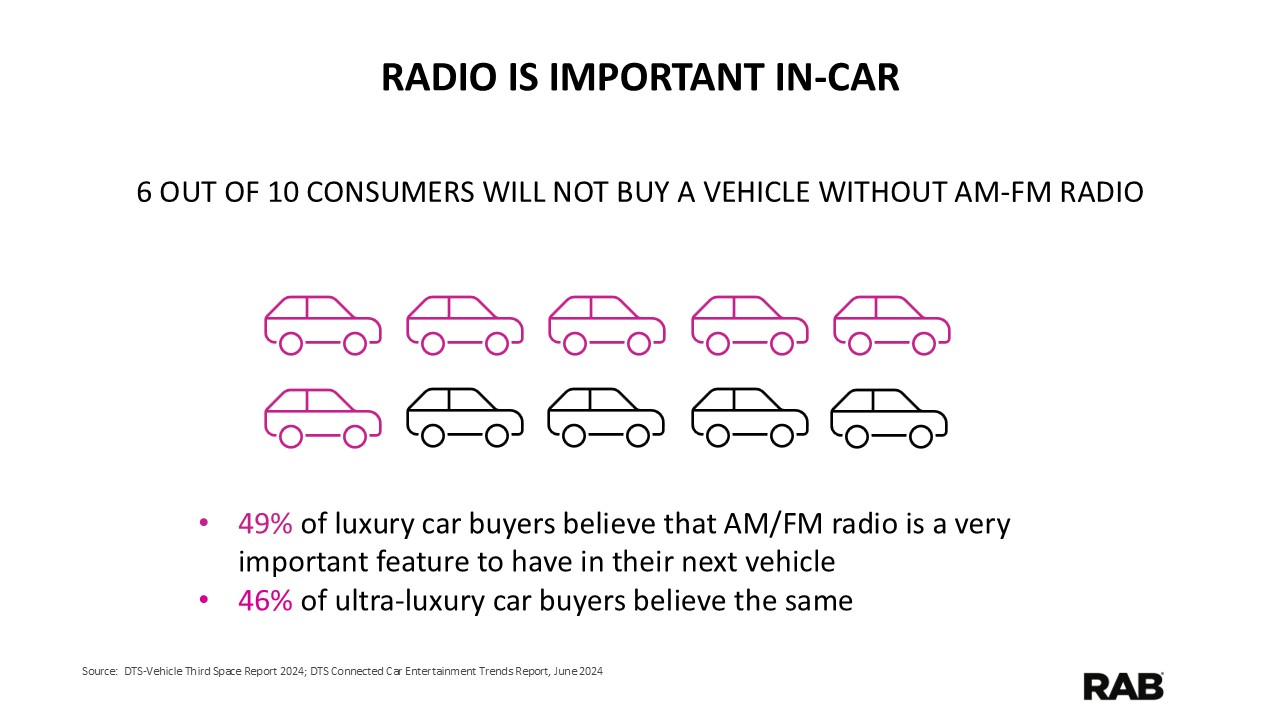 RADIO IS IMPORTANT IN-CAR
6 OUT OF 10 CONSUMERS WILL NOT BUY A VEHICLE WITHOUT AM-FM RADIO
• 49% of luxury car buyers believe that AM/FM radio is a very
important feature to have in their next vehicle
• 46% of ultra-luxury car buyers believe the same
Source: DTS-Vehicle Third Space Report 2024; DTS Connected Car Entertainment Trends Report, June 2024
RAB